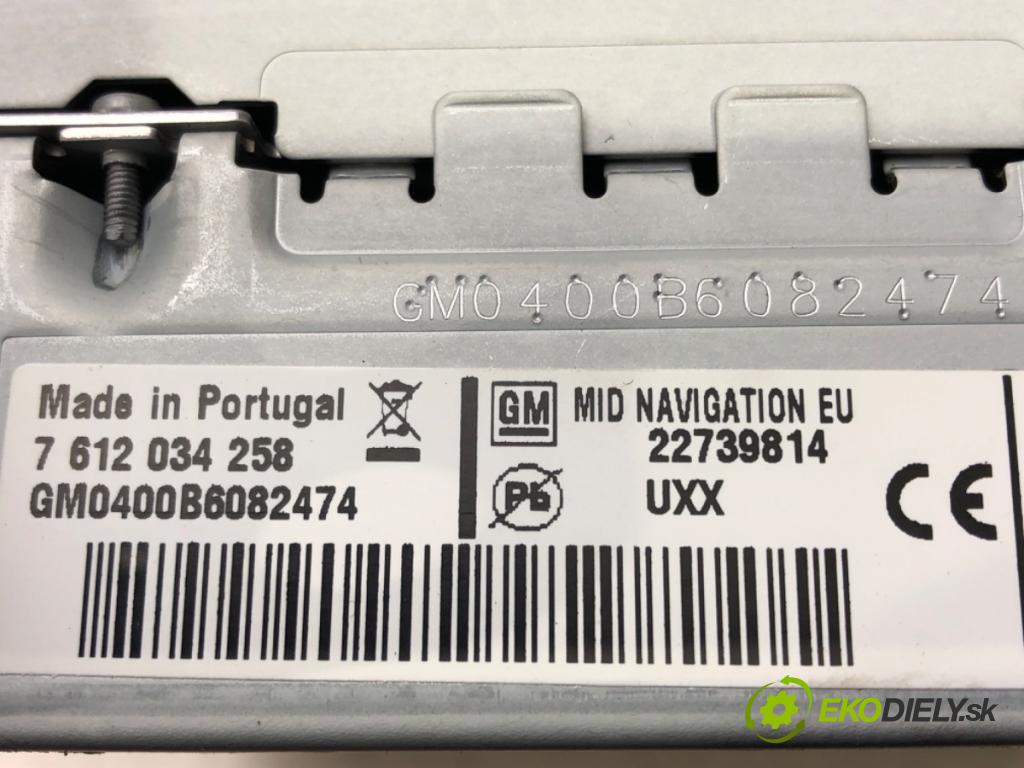 GM0400B6082474
Made in Portugal
7 612 034 258
GM0400B6082474
GM
MID NAVIGATION EU
22739814
Pb
UXX
CE
EKODIELY.sk